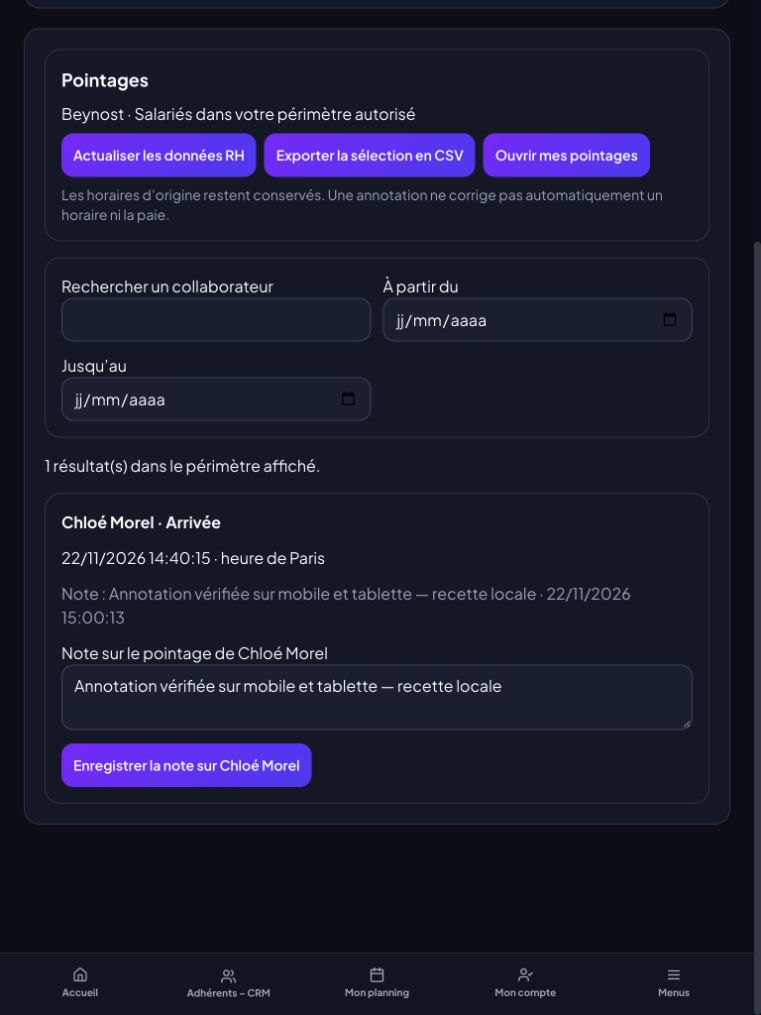 Pointages
Beynost · Salariés dans votre périmètre autorisé
Actualiser les données RH
Exporter la sélection en CSV
Ouvrir mes pointages
Les horaires d’origine restent conservés. Une annotation ne corrige pas automatiquement un
horaire ni la paie.
Rechercher un collaborateur
À partir du
jj/mm/aaaa
Jusqu’au
jj/mm/aaaa
1 résultat(s) dans le périmètre affiché.
Chloé Morel · Arrivée
22/11/2026 14:40:15 · heure de Paris
Note : Annotation vérifiée sur mobile et tablette — recette locale · 22/11/2026
15:00:13
Note sur le pointage de Chloé Morel
Annotation vérifiée sur mobile et tablette — recette locale
Enregistrer la note sur Chloé Morel
Accueil
Adhérents – CRM
Mon planning
Mon compte
Menus